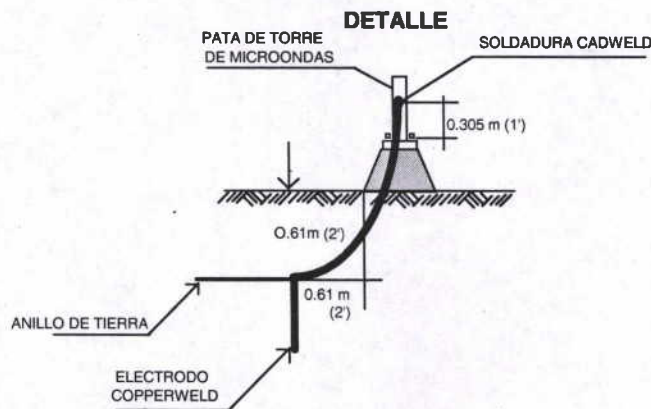 DETALLE
PATA DE TORRE
DE MICROONDAS
SOLDADURA CADWELD
0.305 m (1')
O.61m (2')
0.61 m
(2')
ANILLO DE TIERRA
ELECTRODO
COPPERWELD